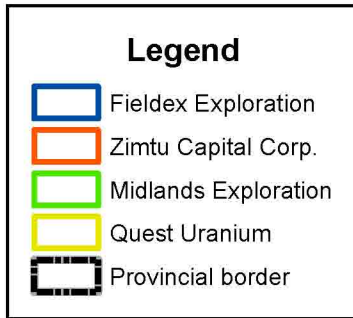 Legend
Fieldex Exploration
Zimtu Capital Corp.
Midlands Exploration
Quest Uranium
Provincial border